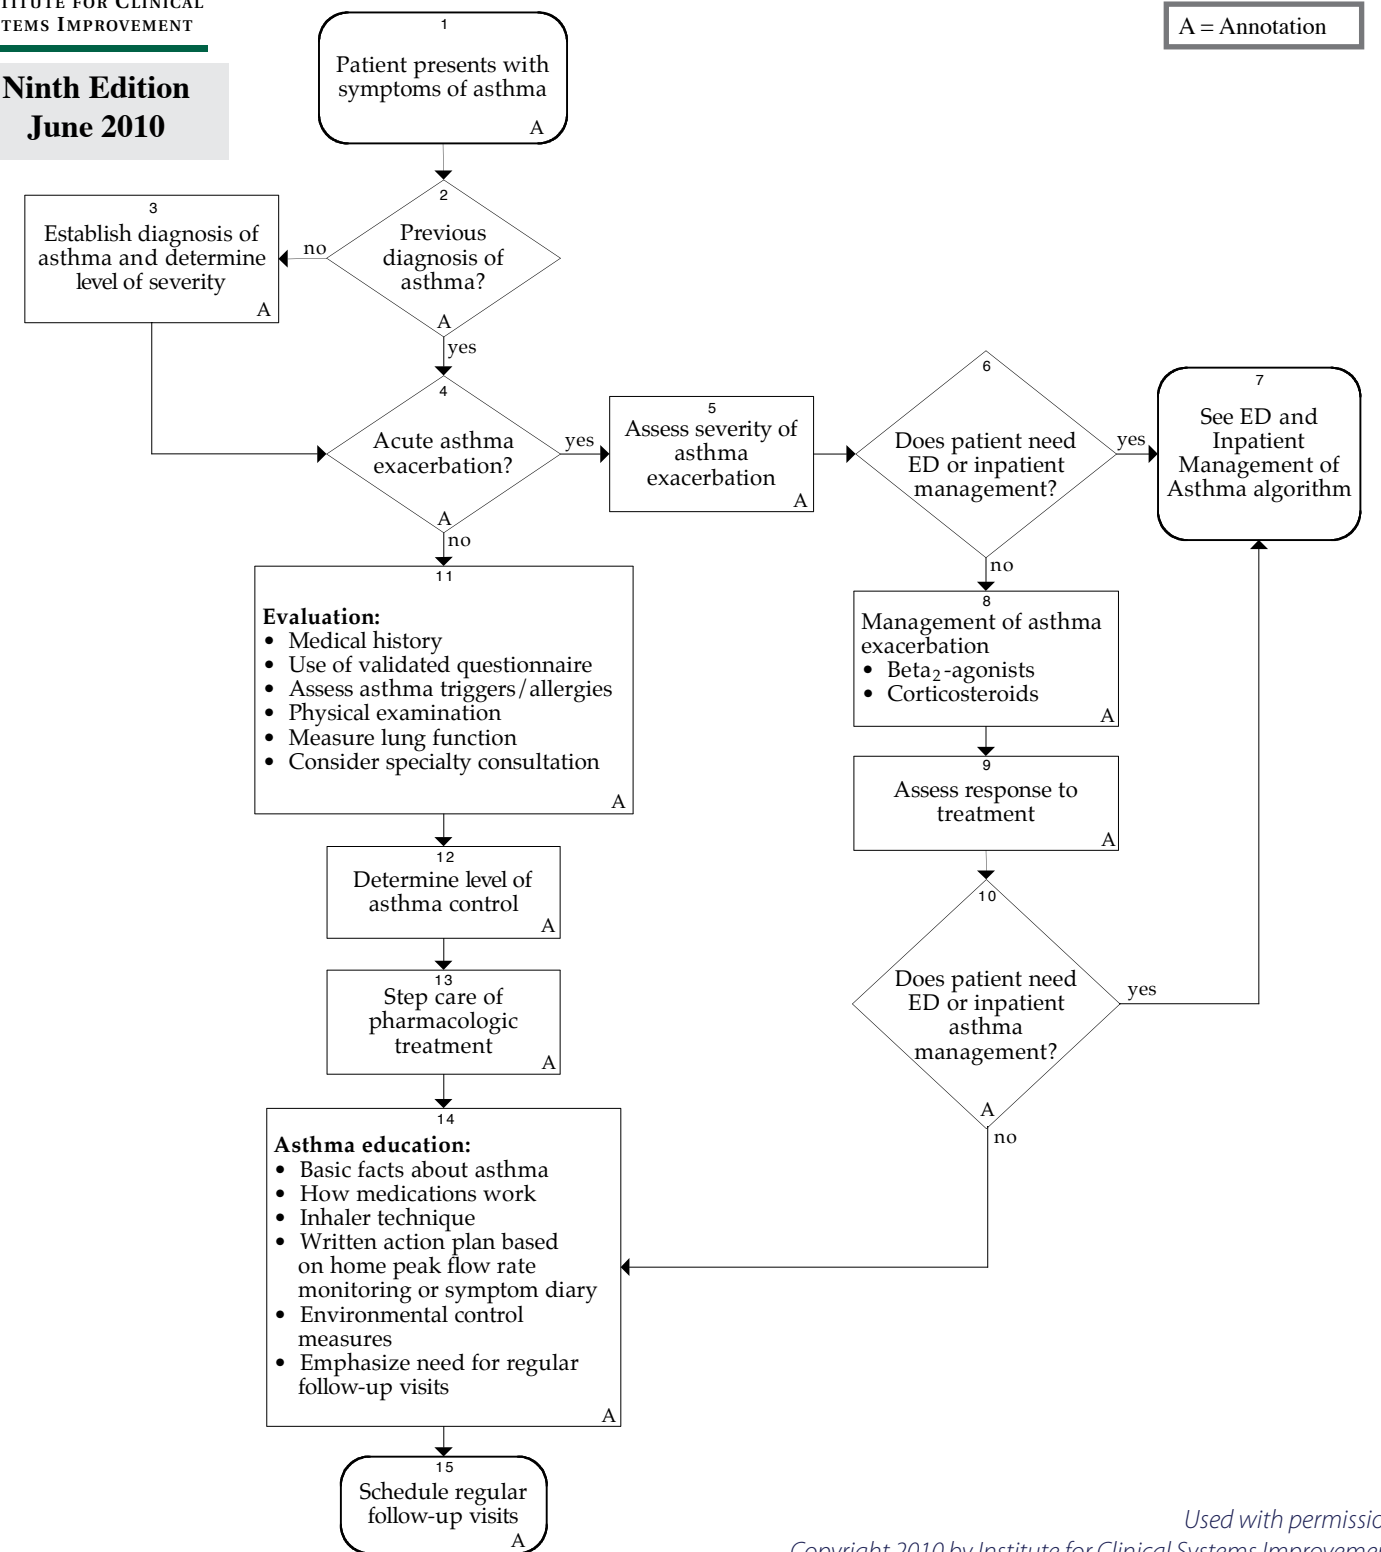 TITUTE FOR CLINICAL
TEMS IMPROVEMENT
Ninth Edition
June 2010
A = Annotation
1
Patient presents with
symptoms of asthma
A
2
Previous
diagnosis of
asthma?
A
no
yes
3
Establish diagnosis of
asthma and determine
level of severity
A
4
Acute asthma
exacerbation?
A
yes
no
5
Assess severity of
asthma
exacerbation
A
6
Does patient need
ED or inpatient
management?
yes
no
7
See ED and
Inpatient
Management of
Asthma algorithm
8
Management of asthma
exacerbation
• Beta2-agonists
• Corticosteroids
A
9
Assess response to
treatment
A
10
Does patient need
ED or inpatient
asthma
management?
A
yes
no
11
Evaluation:
• Medical history
• Use of validated questionnaire
• Assess asthma triggers/allergies
• Physical examination
• Measure lung function
• Consider specialty consultation
A
12
Determine level of
asthma control
A
13
Step care of
pharmacologic
treatment
A
14
Asthma education:
• Basic facts about asthma
• How medications work
• Inhaler technique
• Written action plan based
on home peak flow rate
monitoring or symptom diary
• Environmental control
measures
• Emphasize need for regular
follow-up visits
A
15
Schedule regular
follow-up visits
A
Used with permissio
Copyright 2010 by Institute for Clinical Systems Improvemen